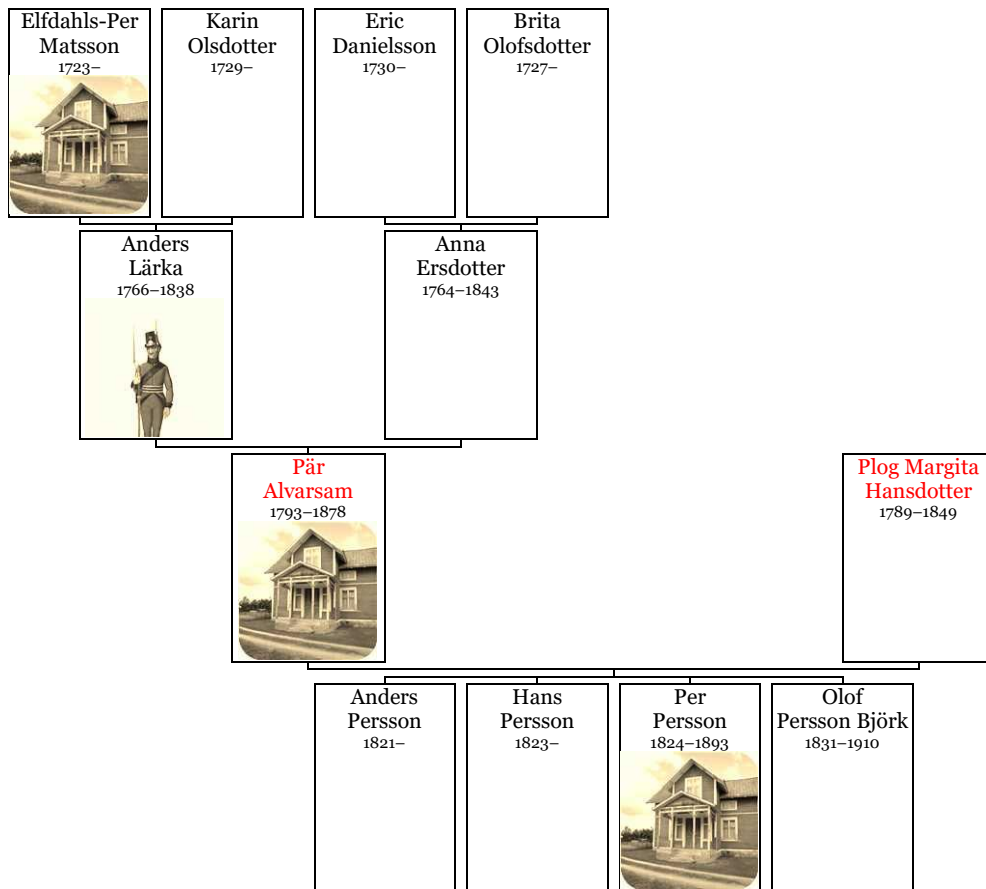 Elfdahls-Per
Matsson
1723–
Karin
Olsdotter
1729–
Eric
Danielsson
1730–
Brita
Olofsdotter
1727–
Anders
Lärka
1766–1838
Anna
Ersdotter
1764–1843
Pär
Alvarsam
1793–1878
Plog Margita
Hansdotter
1789–1849
Anders
Persson
1821–
Hans
Persson
1823–
Per
Persson
1824–1893
Olof
Persson Björk
1831–1910